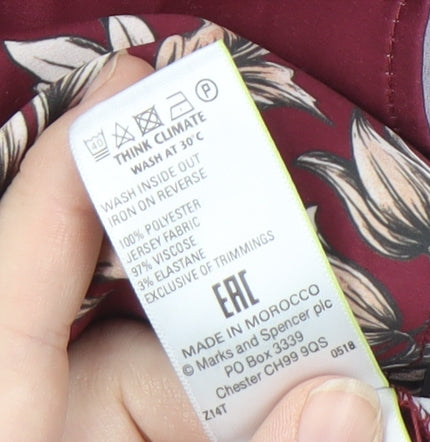 40 P
THINK CLIMATE
WASH AT 30°C
WASH INSIDE OUT
IRON ON REVERSE
100% POLYESTER
JERSEY FABRIC
97% VISCOSE
3% ELASTANE
EXCLUSIVE OF TRIMMINGS
EAC
MADE IN MOROCCO
© Marks and Spencer plc
PO Box 3339
Chester CH99 9QS
0518
Z14T